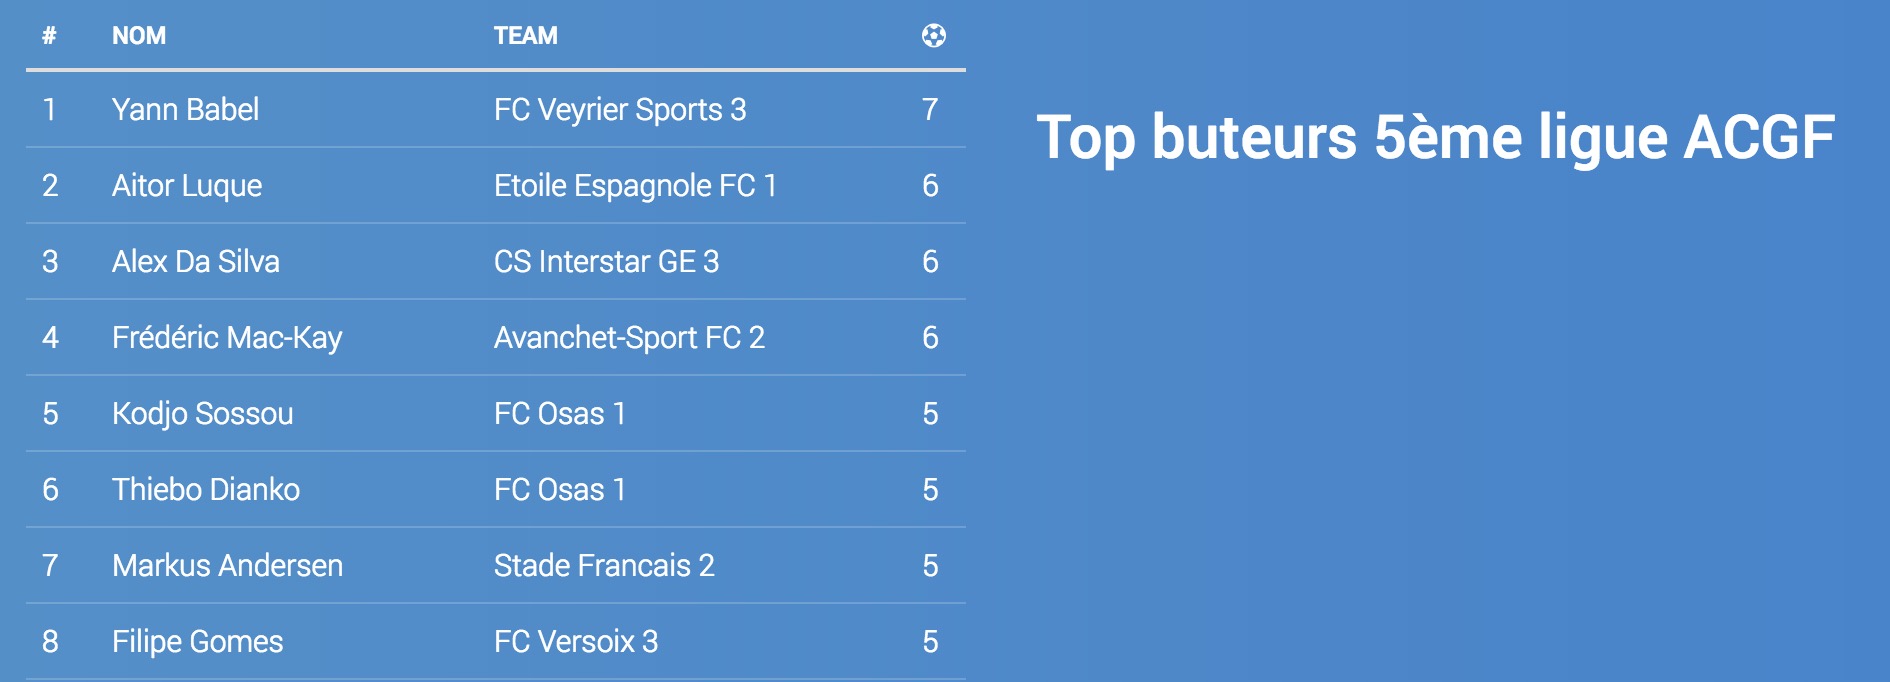 # NOM TEAM
1 Yann Babel FC Veyrier Sports 3 7
2 Aitor Luque Etoile Espagnole FC 1 6
3 Alex Da Silva CS Interstar GE 3 6
4 Frédéric Mac-Kay Avanchet-Sport FC 2 6
5 Kodjo Sossou FC Osas 1 5
6 Thiebo Dianko FC Osas 1 5
7 Markus Andersen Stade Francais 2 5
8 Filipe Gomes FC Versoix 3 5
Top buteurs 5ème ligue ACGF